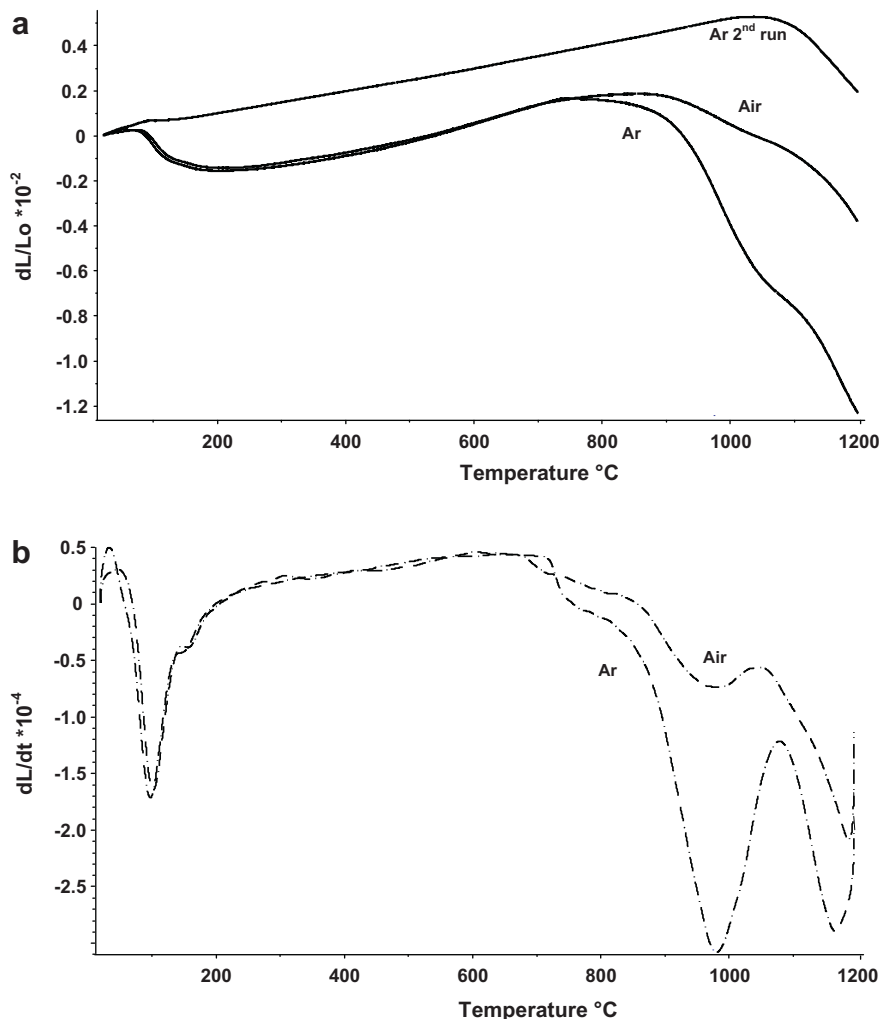 a
0.4
0.2
0
-0.2
-0.4
-0.6
-0.8
-1.0
-1.2
dL/Lo *10-2
Ar 2nd run
Air
Ar
200 400 600 800 1000 1200
Temperature °C
b
0.5
0
-0.5
-1.0
-1.5
-2.0
-2.5
dL/dt *10-4
Air
Ar
200 400 600 800 1000 1200
Temperature °C